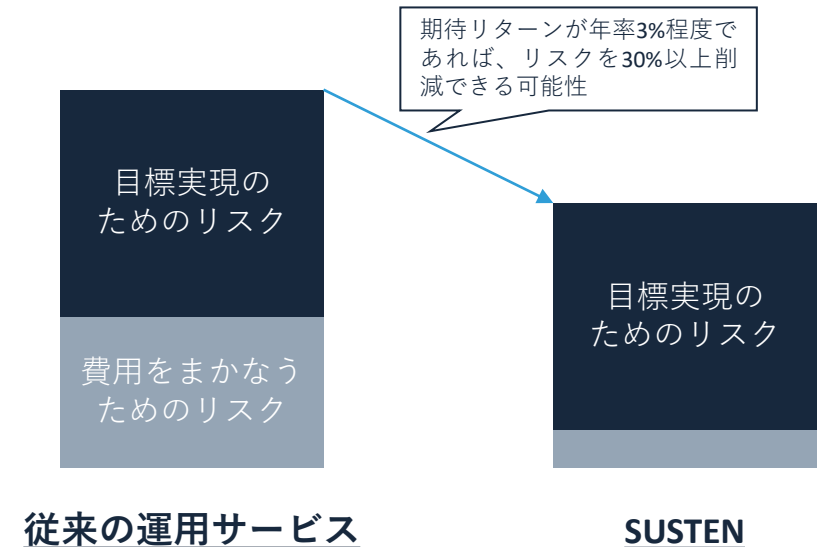 期待リターンが年率3%程度で
あれば、リスクを30%以上削
減できる可能性
目標実現の
ためのリスク
費用をまかなう
ためのリスク
目標実現の
ためのリスク
従来の運用サービス
SUSTEN